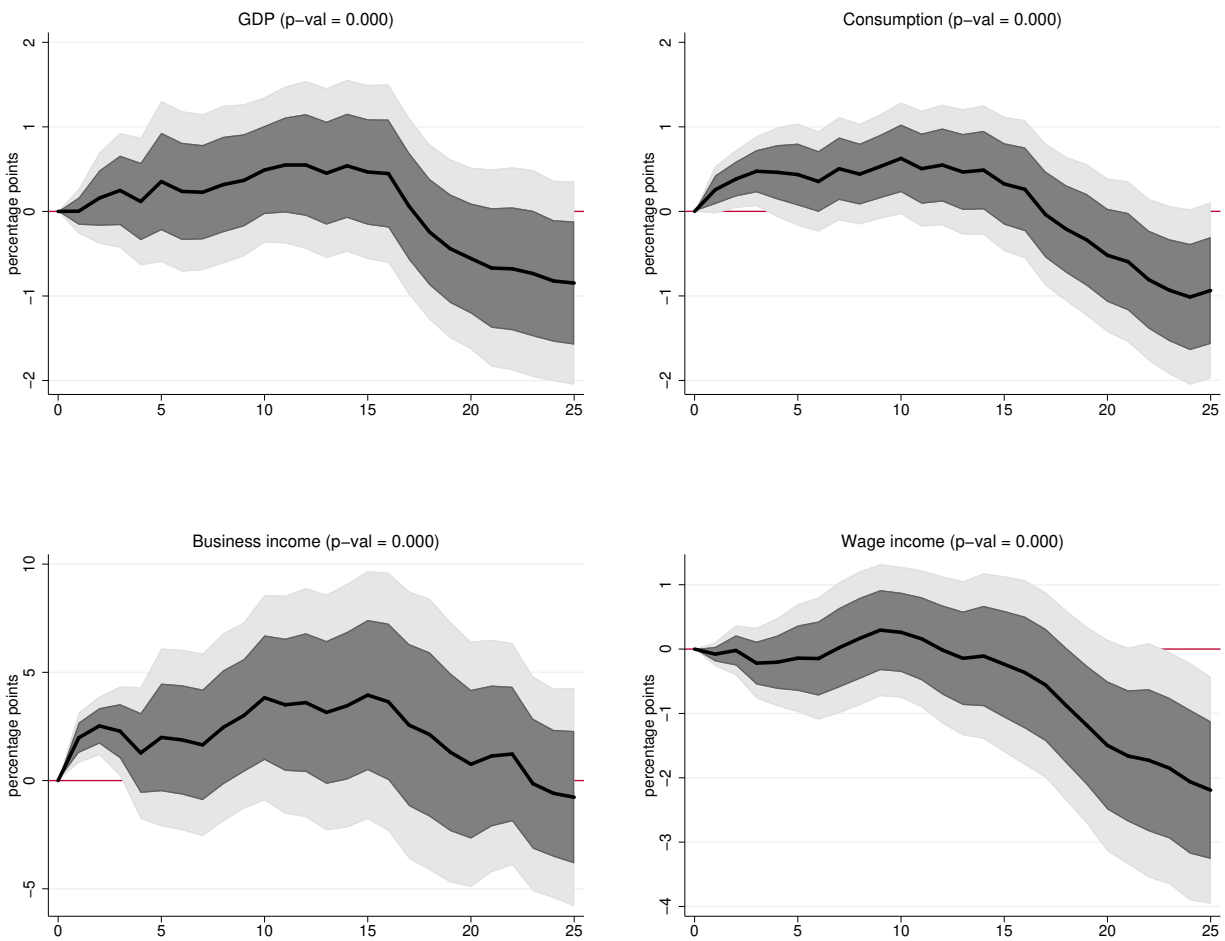 GDP (p−val = 0.000)
percentage points
2
1
0
−1
−2
0 5 10 15 20 25
Consumption (p−val = 0.000)
percentage points
2
1
0
−1
−2
0 5 10 15 20 25
Business income (p−val = 0.000)
percentage points
10
5
0
−5
0 5 10 15 20 25
Wage income (p−val = 0.000)
percentage points
1
0
−1
−2
−3
−4
0 5 10 15 20 25